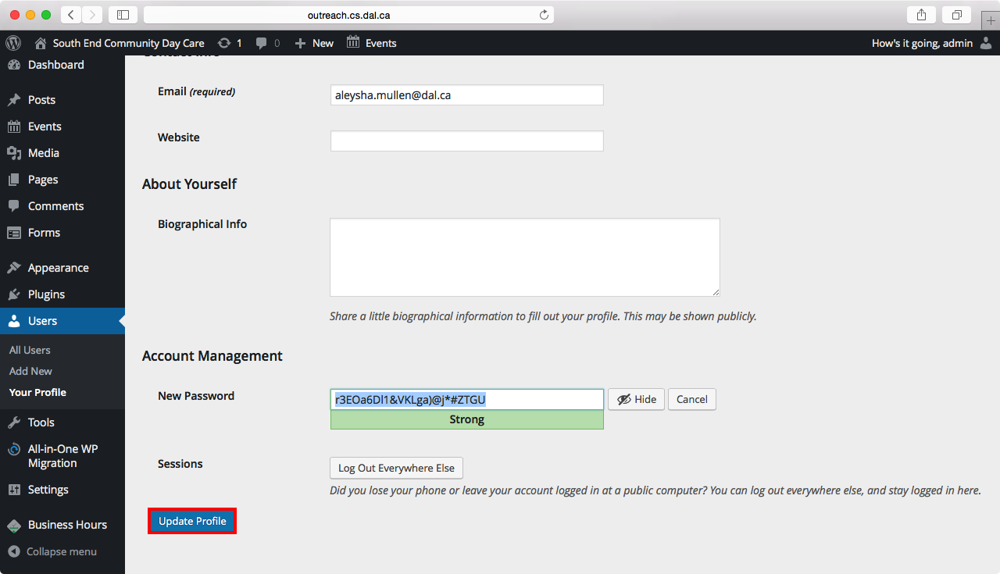 outreach.cs.dal.ca
South End Community Day Care 1 0 New Events How's it going, admin
Dashboard
Posts
Events
Media
Pages
Comments
Forms
Appearance
Plugins
Users
All Users
Add New
Your Profile
Tools
All-in-One WP
Migration
Settings
Business Hours
Collapse menu
Email (required)
aleysha.mullen@dal.ca
Website
About Yourself
Biographical Info
Share a little biographical information to fill out your profile. This may be shown publicly.
Account Management
New Password
r3EOa6Dl1&VKLga)@j*#ZTGU
Hide
Cancel
Strong
Sessions
Log Out Everywhere Else
Did you lose your phone or leave your account logged in at a public computer? You can log out everywhere else, and stay logged in here.
Update Profile